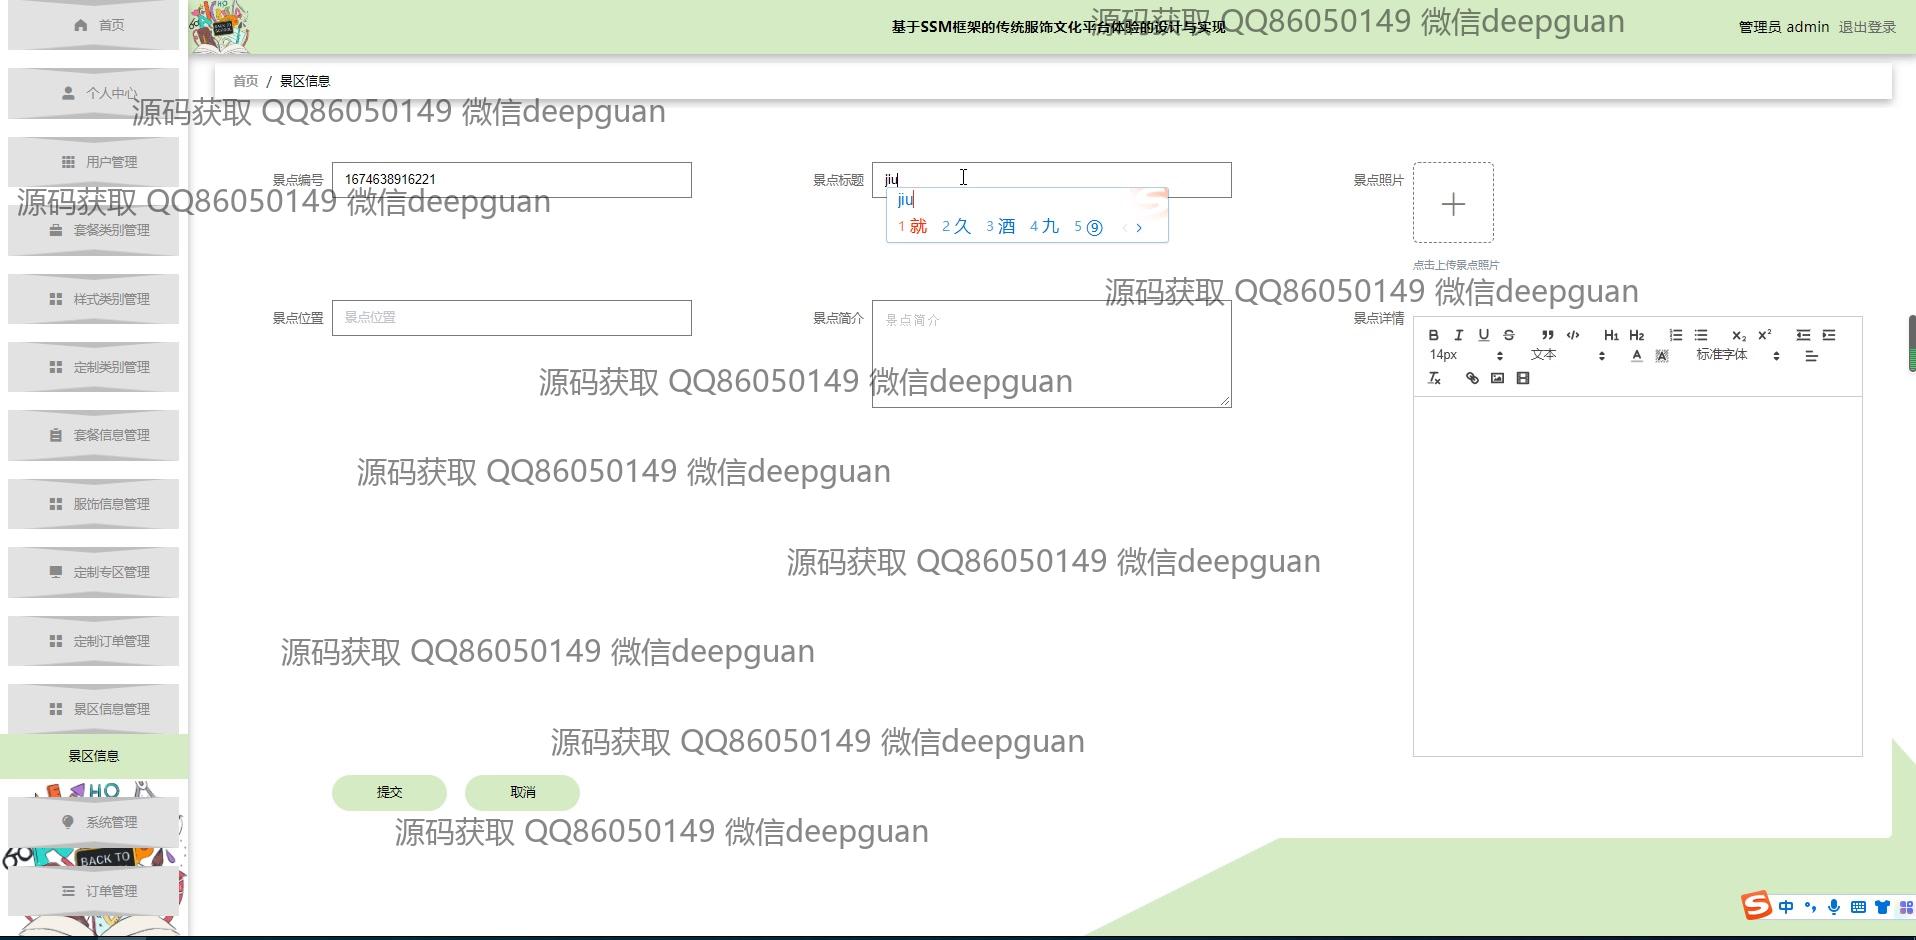 首页
基于SSM框架的传统服饰文化平台体验的设计与实现
源码获取 QQ86050149 微信deepguan
管理员 admin 退出登录
首页 / 景区信息
个人中心
源码获取 QQ86050149 微信deepguan
用户管理
景点编号 1674638916221
景点标题 jiu
景点照片
源码获取 QQ86050149 微信deepguan
jiu
1 就 2 久 3 酒 4 九 5 ⑨
套餐类别管理
点击上传景点照片
源码获取 QQ86050149 微信deepguan
样式类别管理
景点位置 景点位置
景点简介 景点简介
景点详情
B I U S ” </> H1 H2 X₂ X²
14px 文本 A A 标准字体
定制类别管理
源码获取 QQ86050149 微信deepguan
套餐信息管理
源码获取 QQ86050149 微信deepguan
服饰信息管理
源码获取 QQ86050149 微信deepguan
定制专区管理
定制订单管理
源码获取 QQ86050149 微信deepguan
景区信息管理
源码获取 QQ86050149 微信deepguan
景区信息
提交 取消
HO
系统管理
源码获取 QQ86050149 微信deepguan
BACK TO
订单管理
中